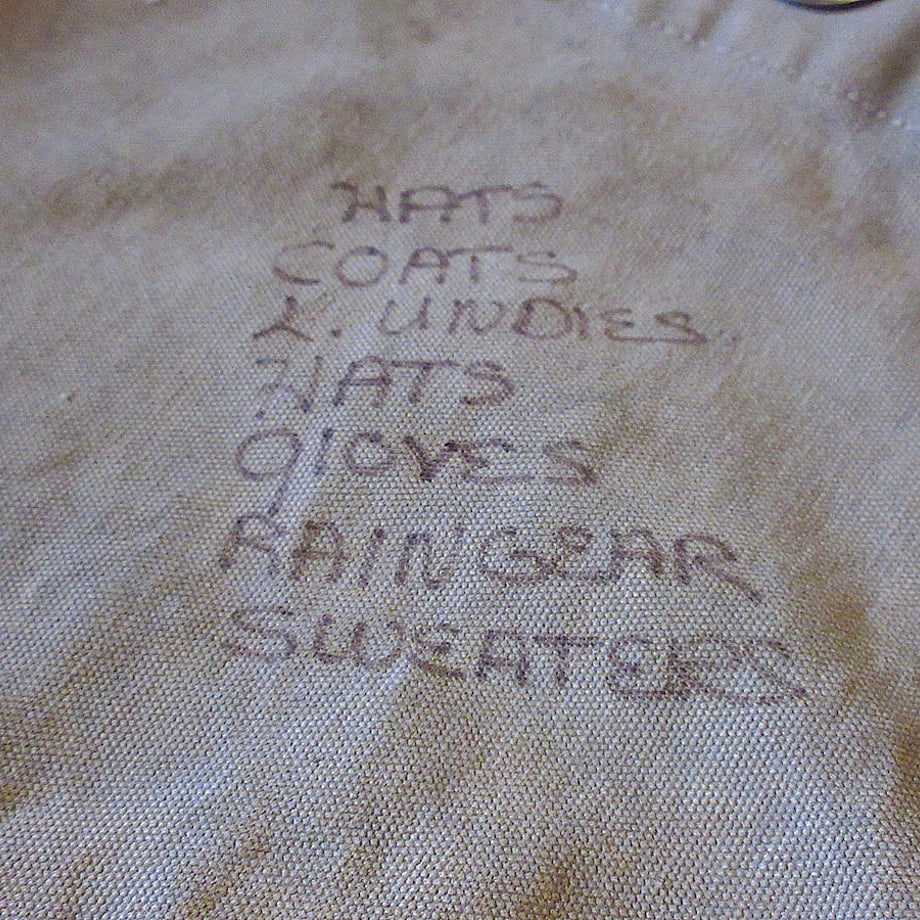 HATS
COATS
L. UNDIES
HATS
glOVES
RAINGEAR
SWEATERS